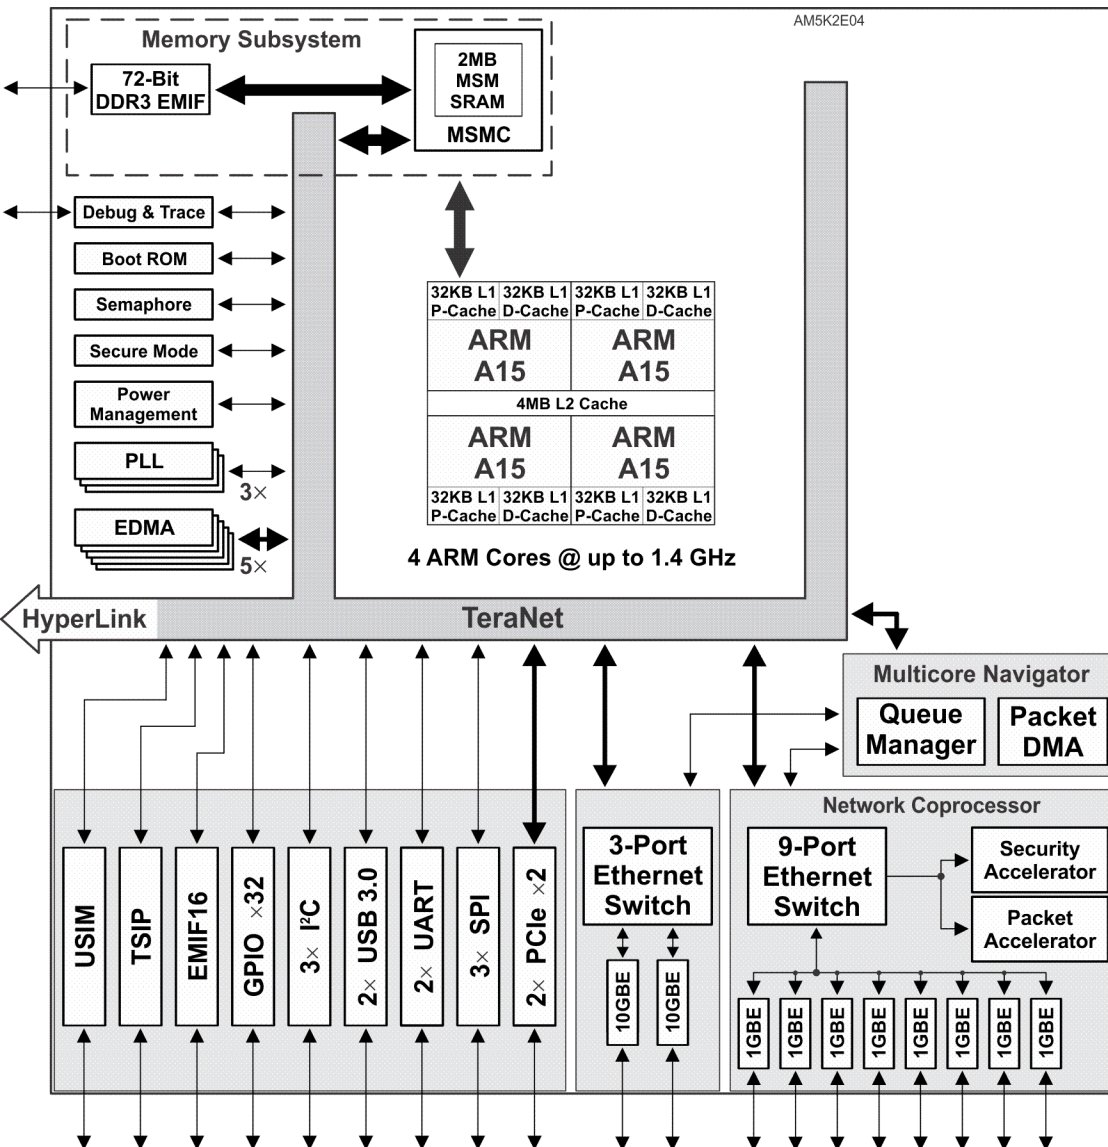 AM5K2E04
Memory Subsystem
72-Bit
DDR3 EMIF
2MB
MSM
SRAM
MSMC
Debug & Trace
Boot ROM
Semaphore
Secure Mode
Power
Management
PLL
3×
EDMA
5×
32KB L1 32KB L1 32KB L1 32KB L1
P-Cache D-Cache P-Cache D-Cache
ARM ARM
A15 A15
4MB L2 Cache
ARM ARM
A15 A15
32KB L1 32KB L1 32KB L1 32KB L1
P-Cache D-Cache P-Cache D-Cache
4 ARM Cores @ up to 1.4 GHz
HyperLink
TeraNet
Multicore Navigator
Queue
Manager
Packet
DMA
USIM
TSIP
EMIF16
GPIO ×32
3× I²C
2× USB 3.0
2× UART
3× SPI
2× PCIe ×2
3-Port
Ethernet
Switch
10GBE
10GBE
Network Coprocessor
9-Port
Ethernet
Switch
Security
Accelerator
Packet
Accelerator
1GBE
1GBE
1GBE
1GBE
1GBE
1GBE
1GBE
1GBE